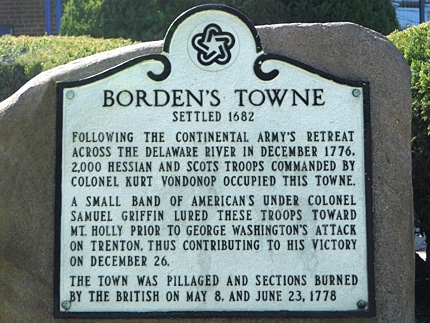 BORDEN'S TOWNE
SETTLED 1682
FOLLOWING THE CONTINENTAL ARMY'S RETREAT
ACROSS THE DELAWARE RIVER IN DECEMBER 1776,
2,000 HESSIAN AND SCOTS TROOPS COMMANDED BY
COLONEL KURT VONDONOP OCCUPIED THIS TOWNE.
A SMALL BAND OF AMERICAN'S UNDER COLONEL
SAMUEL GRIFFIN LURED THESE TROOPS TOWARD
MT. HOLLY PRIOR TO GEORGE WASHINGTON'S ATTACK
ON TRENTON, THUS CONTRIBUTING TO HIS VICTORY
ON DECEMBER 26.
THE TOWN WAS PILLAGED AND SECTIONS BURNED
BY THE BRITISH ON MAY 8, AND JUNE 23, 1778